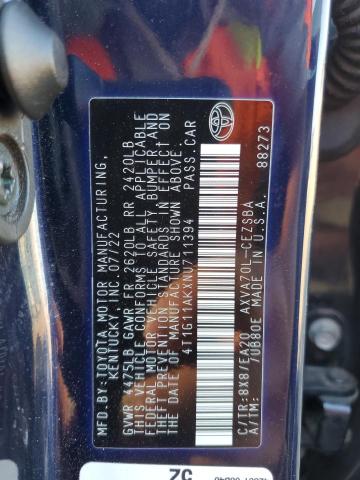 MFD. BY: TOYOTA MOTOR MANUFACTURING,
KENTUCKY, INC. 07/22
GVWR 4475LB GAWR FR 2620LB RR 2420LB
THIS VEHICLE CONFORMS TO ALL APPLICABLE
FEDERAL MOTOR VEHICLE SAFETY, BUMPER, AND
THEFT PREVENTION STANDARDS IN EFFECT ON
THE DATE OF MANUFACTURE SHOWN ABOVE.
4T1G11AKXNU711394 PASS.CAR
C/TR:8X8/EA20 AXVA70L-CEZSBA
A/TM: /UB80E MADE IN U.S.A. 88273